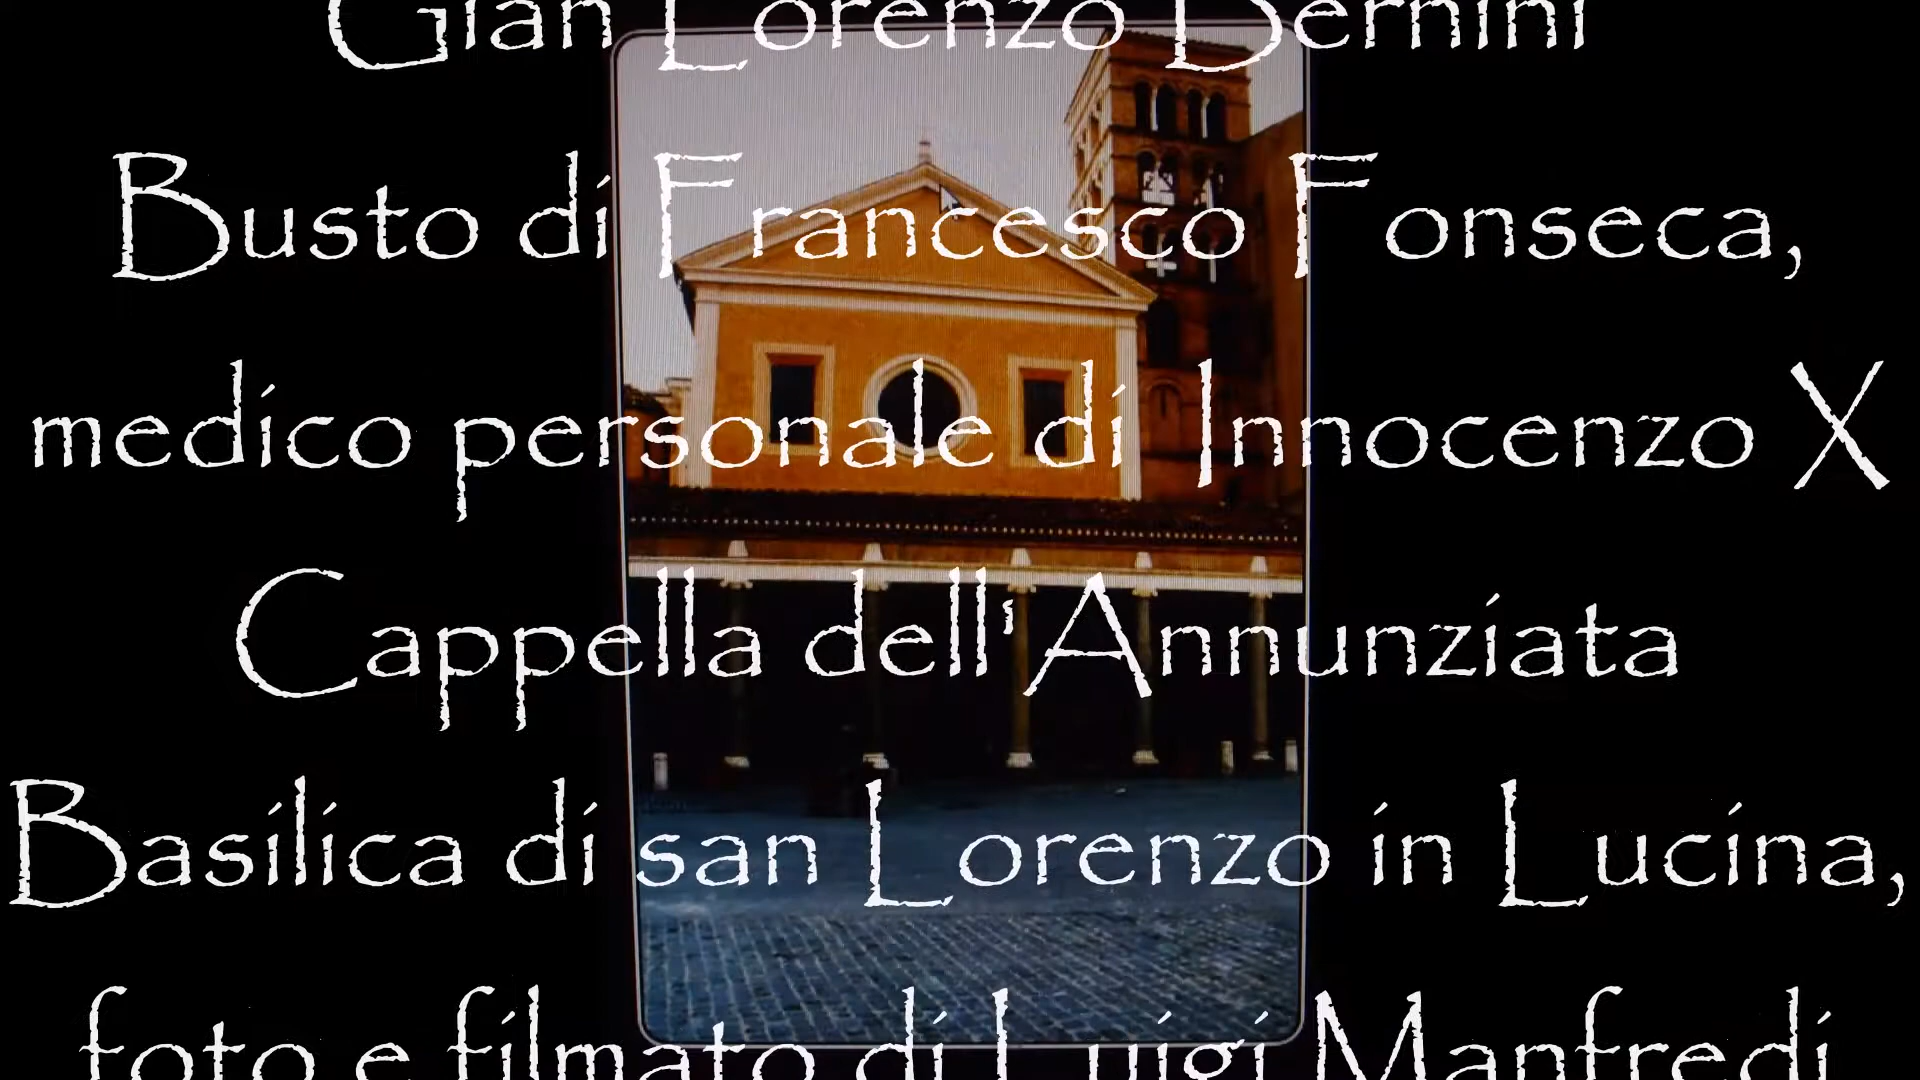 Gian Lorenzo Bernini
Busto di Francesco Fonseca,
medico personale di Innocenzo X
Cappella dell'Annunziata
Basilica di san Lorenzo in Lucina,
foto e filmato di Luigi Manfredi